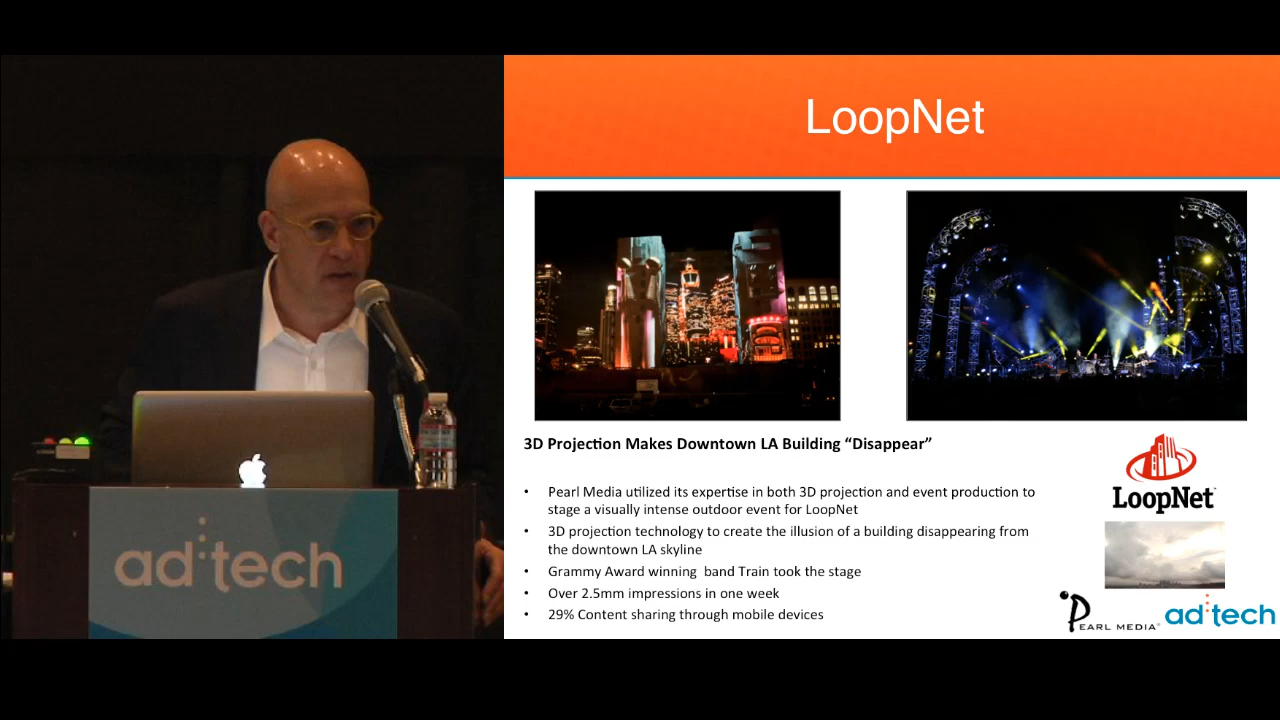 LoopNet
3D Projection Makes Downtown LA Building “Disappear”
• Pearl Media utilized its expertise in both 3D projection and event production to
stage a visually intense outdoor event for LoopNet
• 3D projection technology to create the illusion of a building disappearing from
the downtown LA skyline
• Grammy Award winning  band Train took the stage
• Over 2.5mm impressions in one week
• 29% Content sharing through mobile devices
LoopNet™
PEARL MEDIA
ad:tech
ad:tech